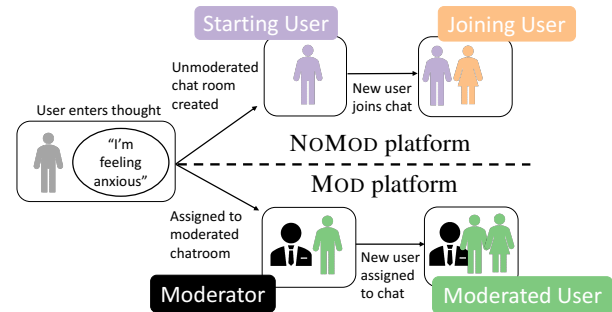 Starting User
Joining User
Unmoderated
chat room
created
New user
joins chat
User enters thought
"I'm
feeling
anxious"
NOMOD platform
MOD platform
Assigned to
moderated
chatroom
New user
assigned
to chat
Moderator
Moderated User